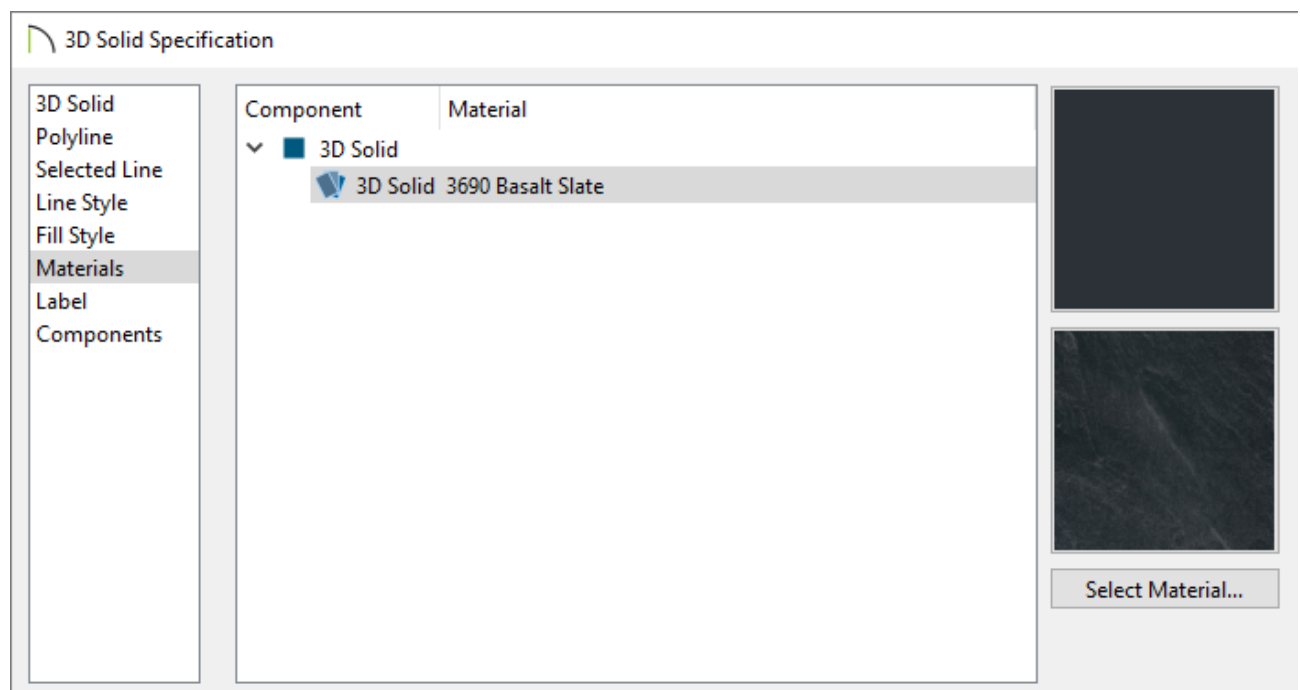 3D Solid Specification
3D Solid
Polyline
Selected Line
Line Style
Fill Style
Materials
Label
Components
Component Material
3D Solid
3D Solid 3690 Basalt Slate
Select Material...